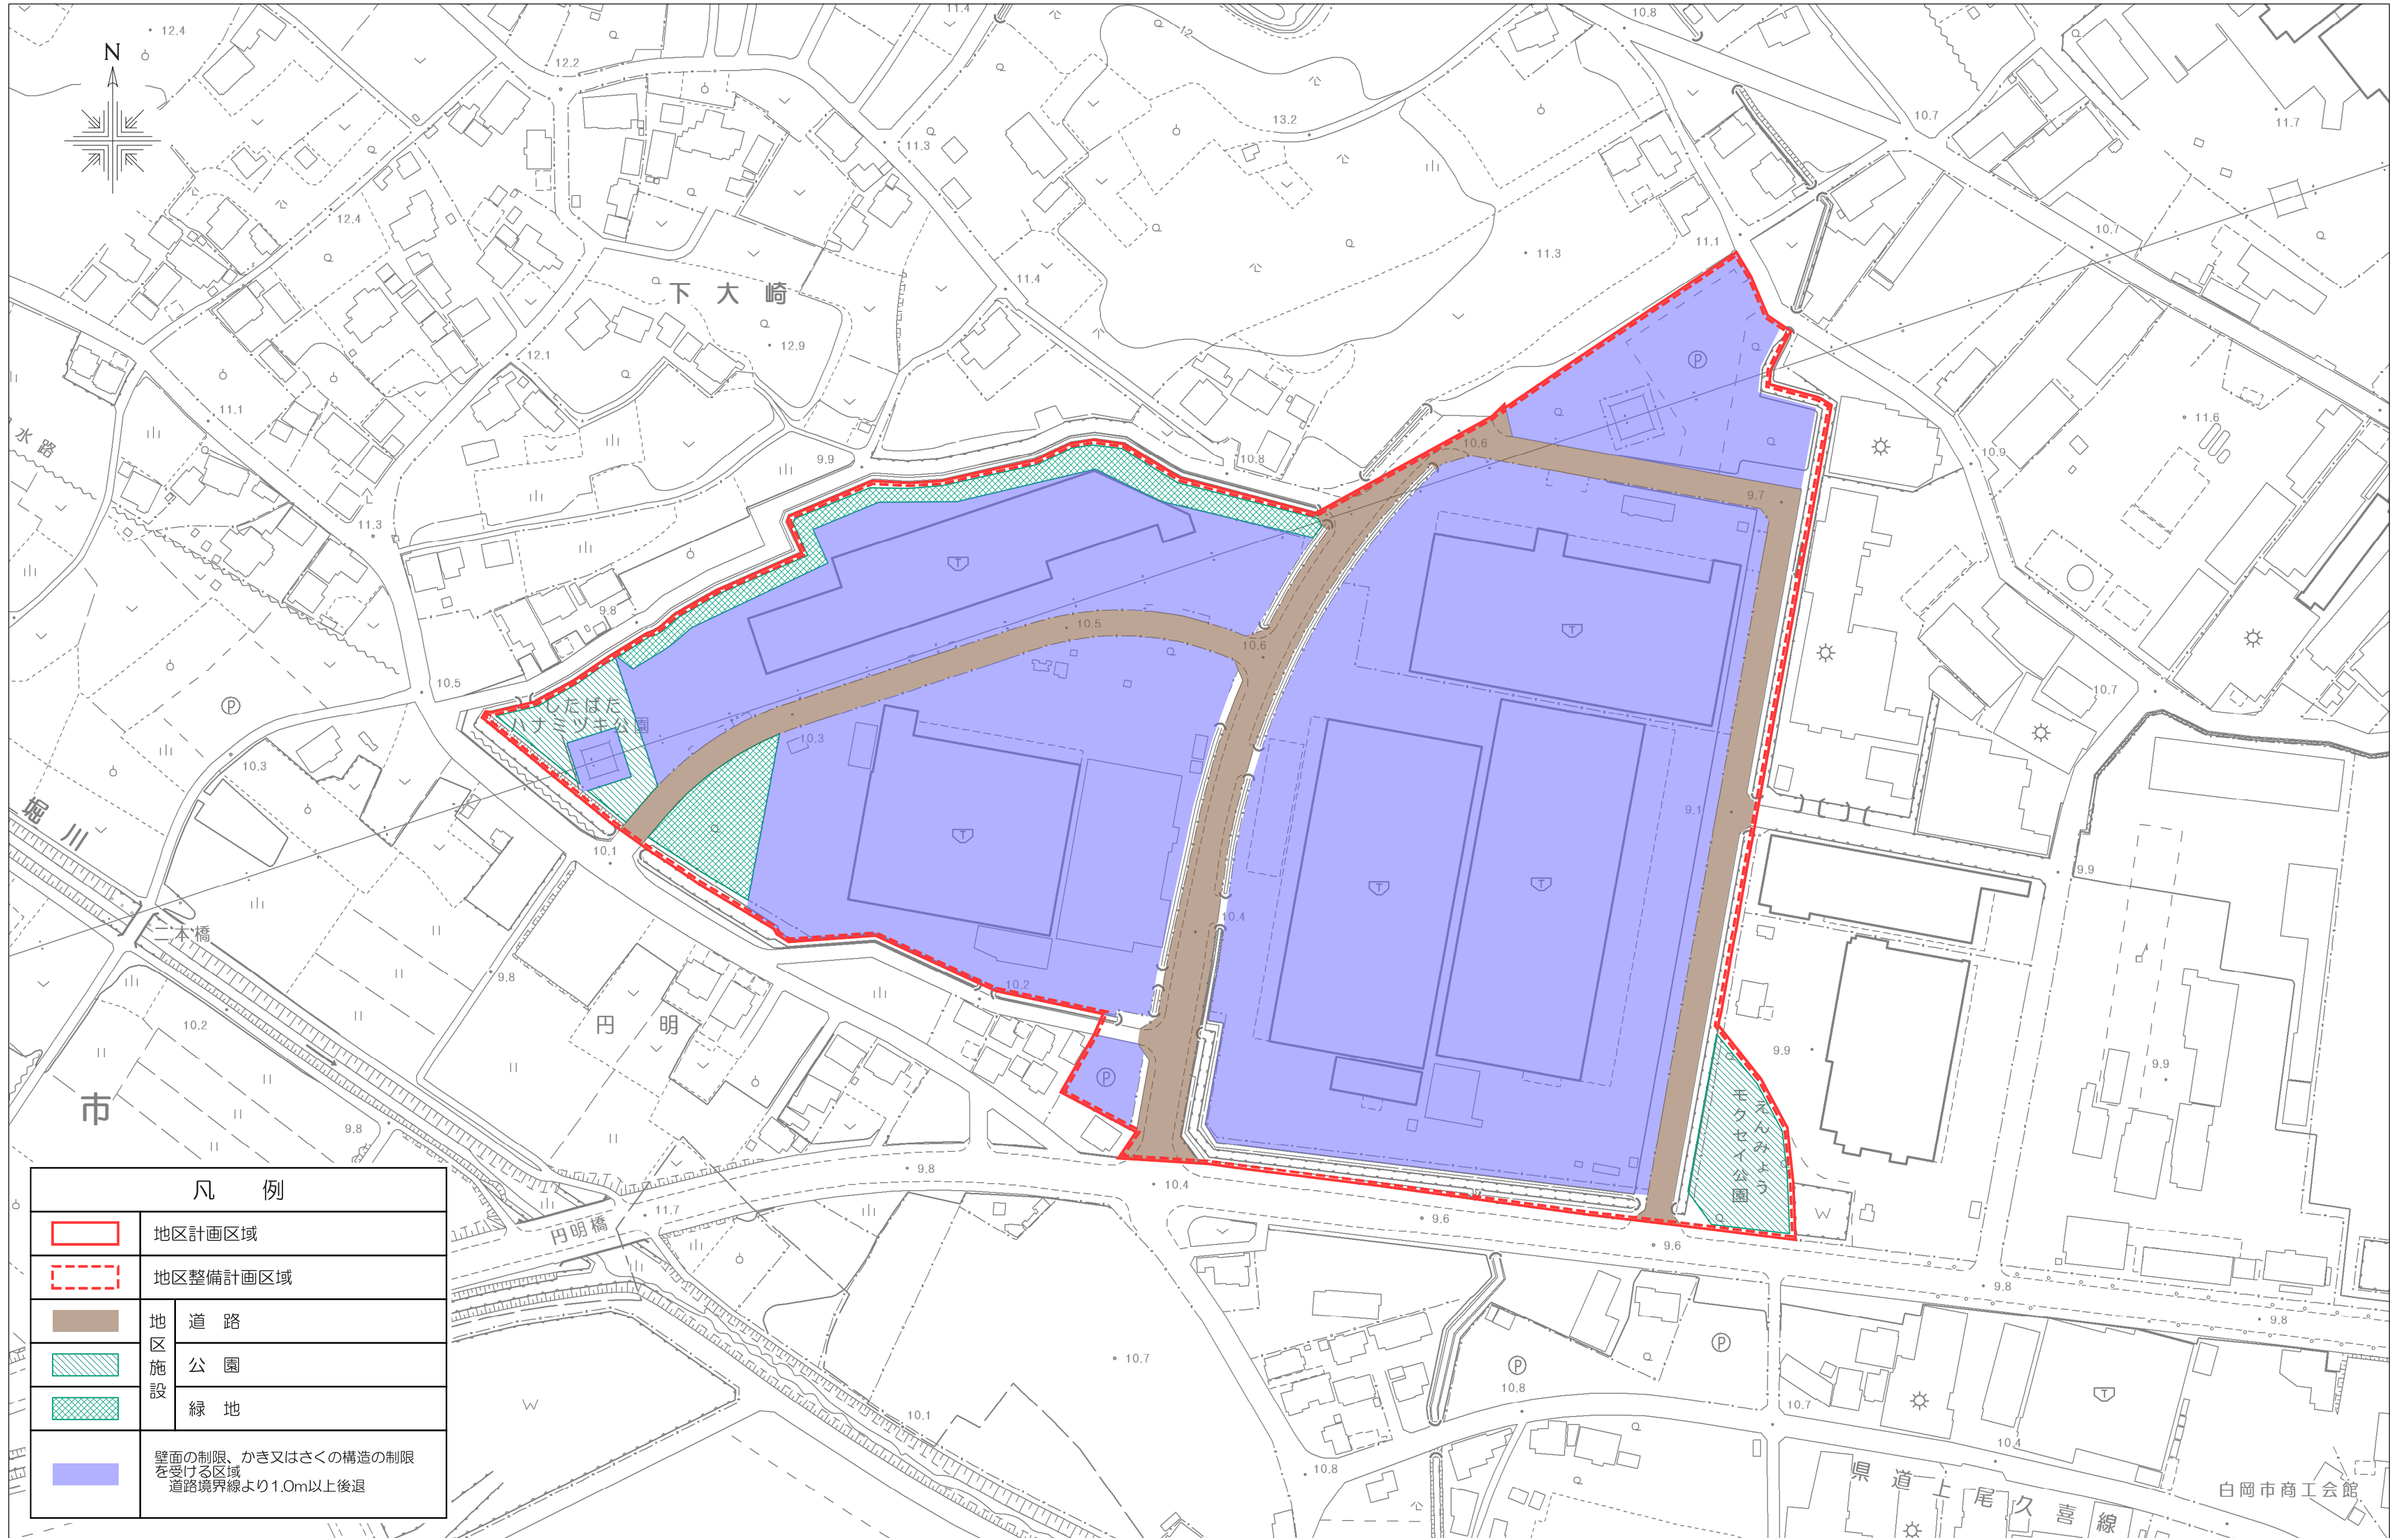 N
12.4
11.4
10.8
12.2
12
10.7
11.7
13.2
11.3
12.4
10.7
11.1
11.3
下大崎
11.4
12.9
12.1
P
11.1
11.6
水路
10.6
10.9
9.9
10.8
9.7
11.3
T
9.8
10.5
10.6
T
10.5
したばた
ハナミヅキ公園
10.7
P
10.3
10.3
堀川
9.1
T
10.1
T
T
9.9
二本橋
10.4
9.8
10.2
円明
10.2
9.9
P
9.9
市
9.8
えんみょう
モクセイ公園
9.8
10.4
11.7
円明橋
9.6
9.6
9.8
9.8
P
10.7
P
10.8
T
10.7
10.1
10.4
10.8
県道上尾久喜線
白岡市商工会館
凡 例
地区計画区域
地区整備計画区域
地区施設
道 路
公 園
緑 地
壁面の制限、かき又はさくの構造の制限
を受ける区域
道路境界線より1.0m以上後退